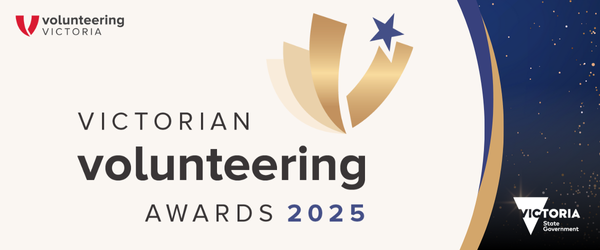 volunteering
VICTORIA
VICTORIAN
volunteering
AWARDS 2025
VICTORIA
State
Government